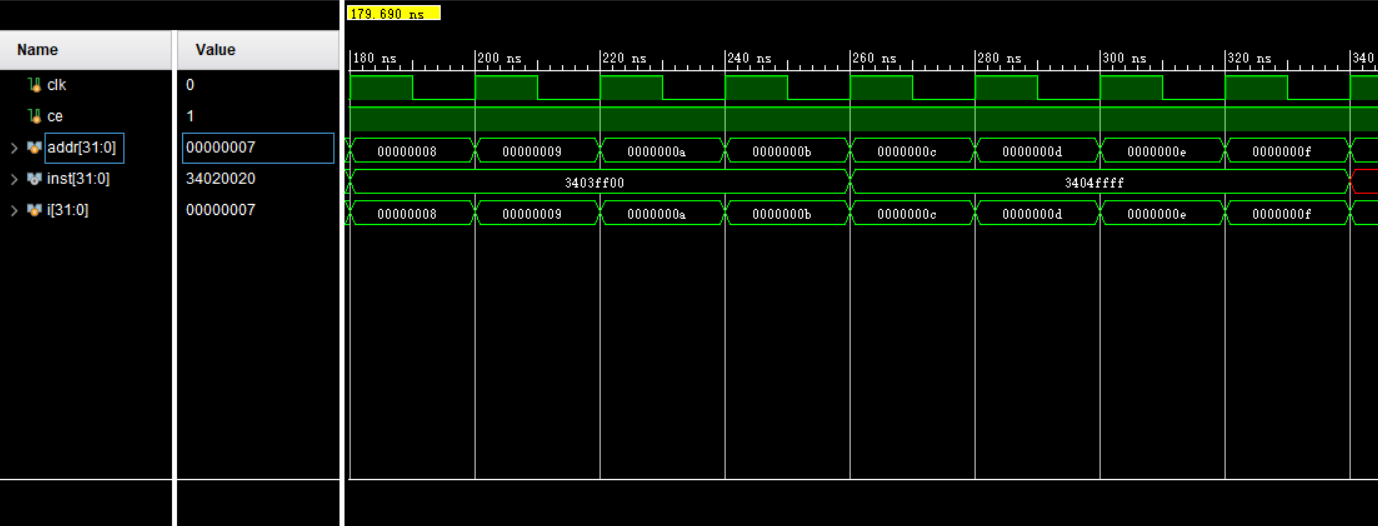 179.690 ns
Name Value
180 ns 200 ns 220 ns 240 ns 260 ns 280 ns 300 ns 320 ns 340
clk 0
ce 1
addr[31:0] 00000007 00000008 00000009 0000000a 0000000b 0000000c 0000000d 0000000e 0000000f
inst[31:0] 34020020 3403ff00 3404ffff
i[31:0] 00000007 00000008 00000009 0000000a 0000000b 0000000c 0000000d 0000000e 0000000f